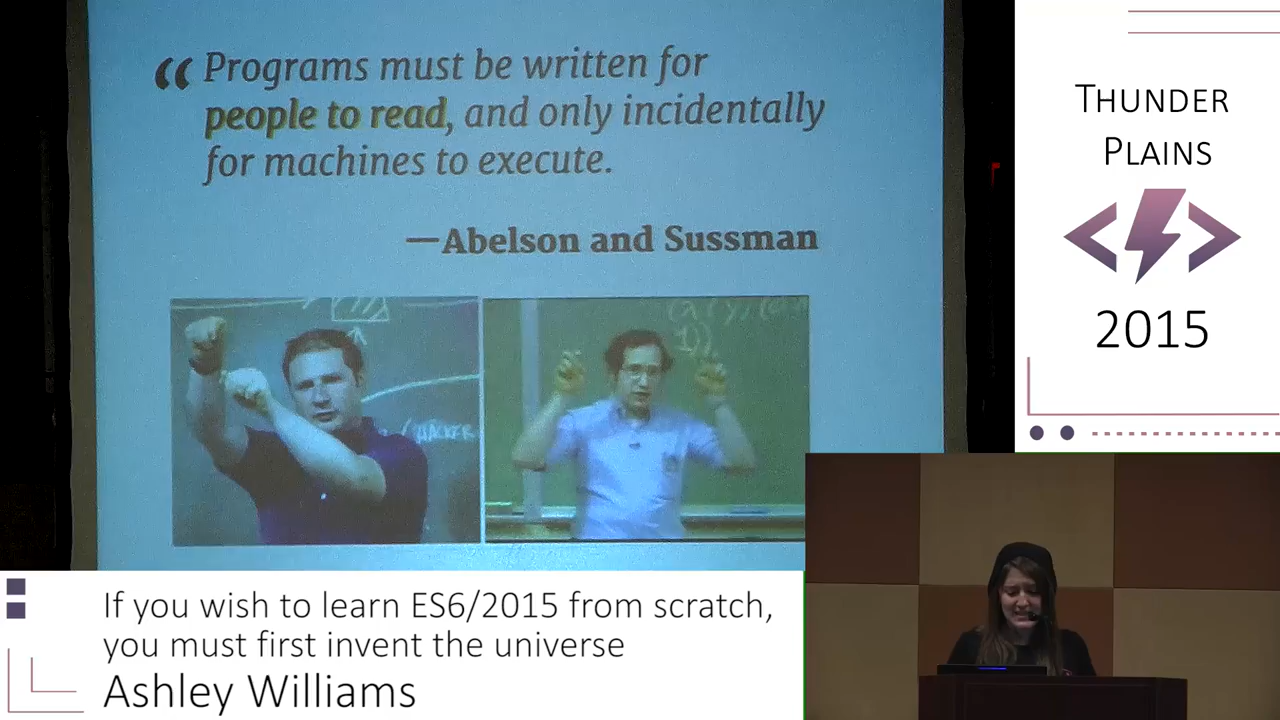 “ Programs must be written for
people to read, and only incidentally
for machines to execute.
—Abelson and Sussman
HACKER
THUNDER
PLAINS
2015
If you wish to learn ES6/2015 from scratch,
you must first invent the universe
Ashley Williams